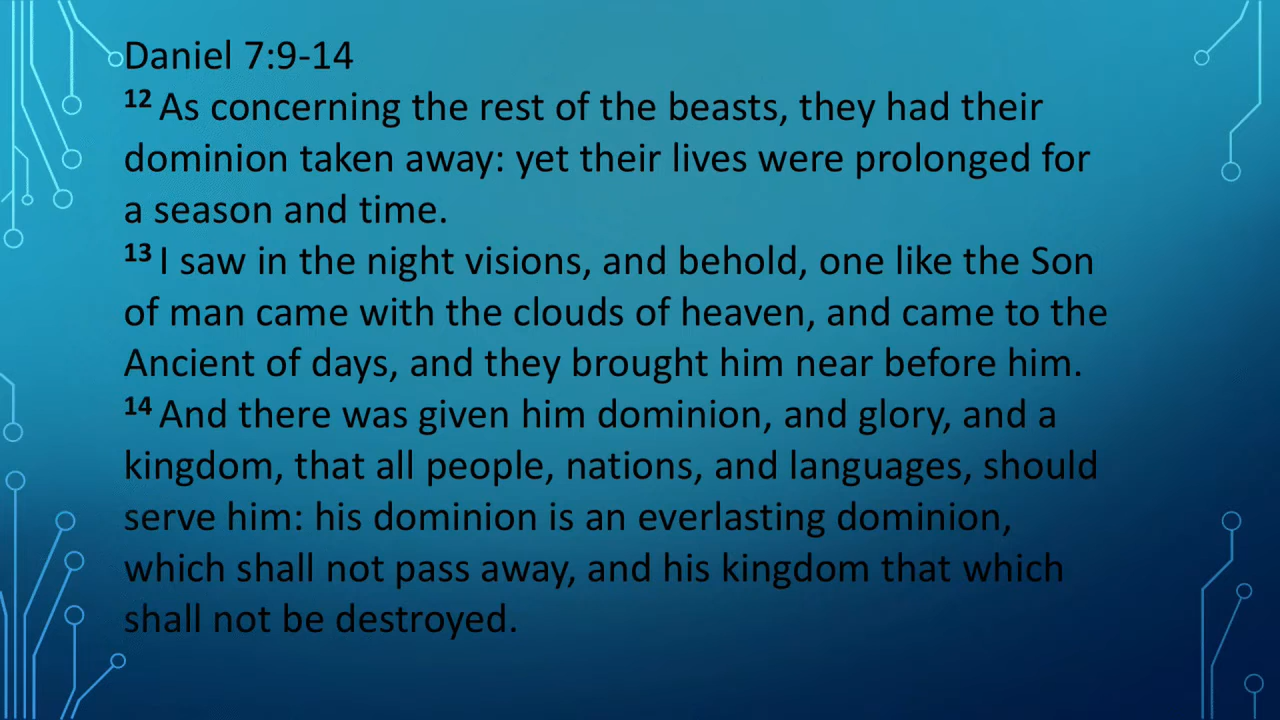 Daniel 7:9-14
12 As concerning the rest of the beasts, they had their
dominion taken away: yet their lives were prolonged for
a season and time.
13 I saw in the night visions, and behold, one like the Son
of man came with the clouds of heaven, and came to the
Ancient of days, and they brought him near before him.
14 And there was given him dominion, and glory, and a
kingdom, that all people, nations, and languages, should
serve him: his dominion is an everlasting dominion,
which shall not pass away, and his kingdom that which
shall not be destroyed.